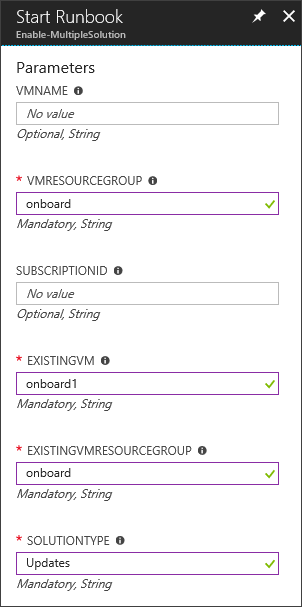 Start Runbook
Enable-MultipleSolution
Parameters
VMNAME
No value
Optional, String
* VMRESOURCEGROUP
onboard
Mandatory, String
SUBSCRIPTIONID
No value
Optional, String
* EXISTINGVM
onboard1
Mandatory, String
* EXISTINGVMRESOURCEGROUP
onboard
Mandatory, String
* SOLUTIONTYPE
Updates
Mandatory, String